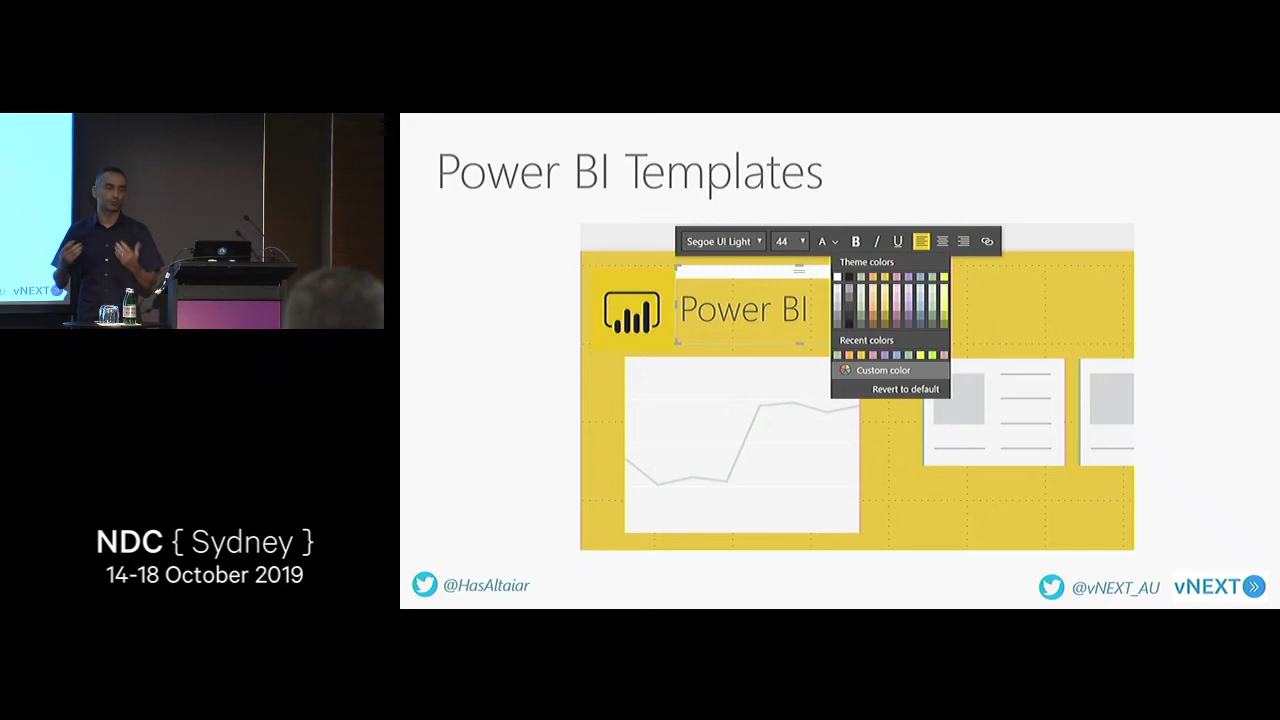 Power BI Templates
Segoe UI Light 44 A B / U
Theme colors
Power BI
Recent colors
Custom color
Revert to default
vNEXT
NDC { Sydney }
14-18 October 2019
@HasAltaiar
@vNEXT_AU vNEXT